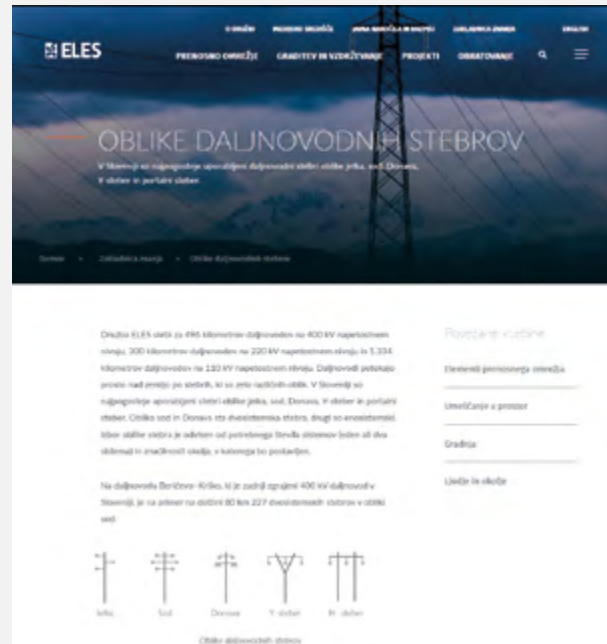 O DRUŽBI MEDIJSKO SREDIŠČE JAVNA NAROČILA IN RAZPISI ZAKLADNICA ZNANJA ENGLISH
ELES
PRENOSNO OMREŽJE GRADITEV IN VZDRŽEVANJE PROJEKTI OBRATOVANJE
OBLIKE DALJNOVODNIH STEBROV
V Sloveniji so najpogosteje uporabljeni daljnovodni stebri oblike jelka, sod, Donava,
Y steber in portalni steber.
Domov Zakladnica znanja Oblike daljnovodnih stebrov
Družba ELES skrbi za 496 kilometrov daljnovodov na 400 kV napetostnem
nivoju, 300 kilometrov daljnovodov na 220 kV napetostnem nivoju in
kilometrov daljnovodov na 110 kV napetostnem nivoju. Daljnovodi potekajo
prosto nad zemljo po stebrih, ki so zelo različnih oblik. V Sloveniji so
najpogosteje uporabljeni stebri oblike jelka, sod, Donava, Y steber in portalni
steber. Obliki sod in Donava sta dvosistemska stebra, drugi so enosistemski.
Izbor oblike stebra je odvisen od potrebnega števila sistemov (eden ali dva
sistema) in značilnosti okolja, v katerega bo postavljen.
Na daljnovodu Beričevo-Krško, ki je zadnji zgrajeni 400 kV daljnovod v
Sloveniji, je na primer na dolžini 80 km 227 dvosistemskih stebrov v obliki
sod.
Jelka Sod Donava Y- steber H- steber
Oblike daljnovodnih stebrov
Povezane vsebine
Elementi prenosnega omrežja
Umeščanje v prostor
Gradnja
Ljudje in okolje